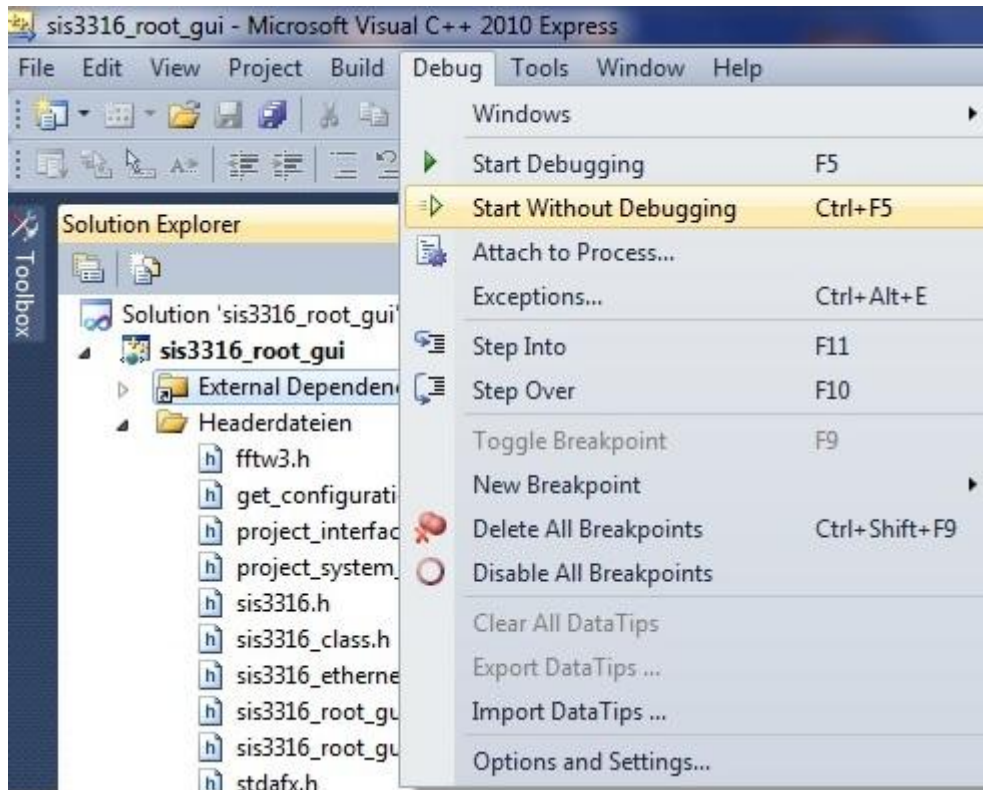 sis3316_root_gui - Microsoft Visual C++ 2010 Express
File Edit View Project Build Debug Tools Window Help
Windows
Start Debugging F5
Start Without Debugging Ctrl+F5
Attach to Process...
Exceptions... Ctrl+Alt+E
Step Into F11
Step Over F10
Toggle Breakpoint F9
New Breakpoint
Delete All Breakpoints Ctrl+Shift+F9
Disable All Breakpoints
Clear All DataTips
Export DataTips ...
Import DataTips ...
Options and Settings...
Toolbox
Solution Explorer
Solution 'sis3316_root_gui'
sis3316_root_gui
External Dependenc
Headerdateien
fftw3.h
get_configurati
project_interfac
project_system_
sis3316.h
sis3316_class.h
sis3316_etherne
sis3316_root_gu
sis3316_root_gu
stdafx.h